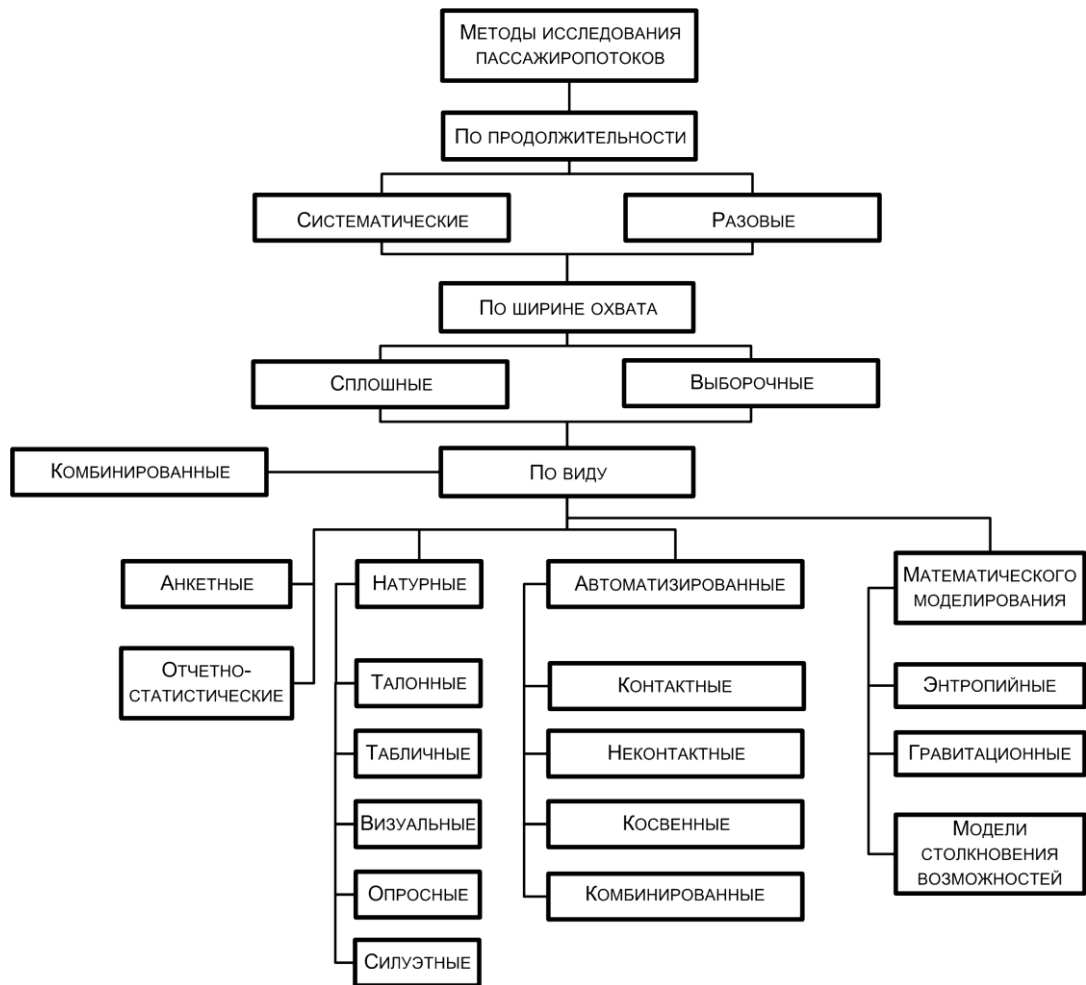 Методы исследования
пассажиропотоков
По продолжительности
Систематические
Разовые
По ширине охвата
Сплошные
Выборочные
Комбинированные
По виду
Анкетные
Натурные
Автоматизированные
Математического
моделирования
Отчетно-
статистические
Талонные
Контактные
Энтропийные
Табличные
Неконтактные
Гравитационные
Визуальные
Косвенные
Модели
столкновения
возможностей
Опросные
Комбинированные
Силуэтные